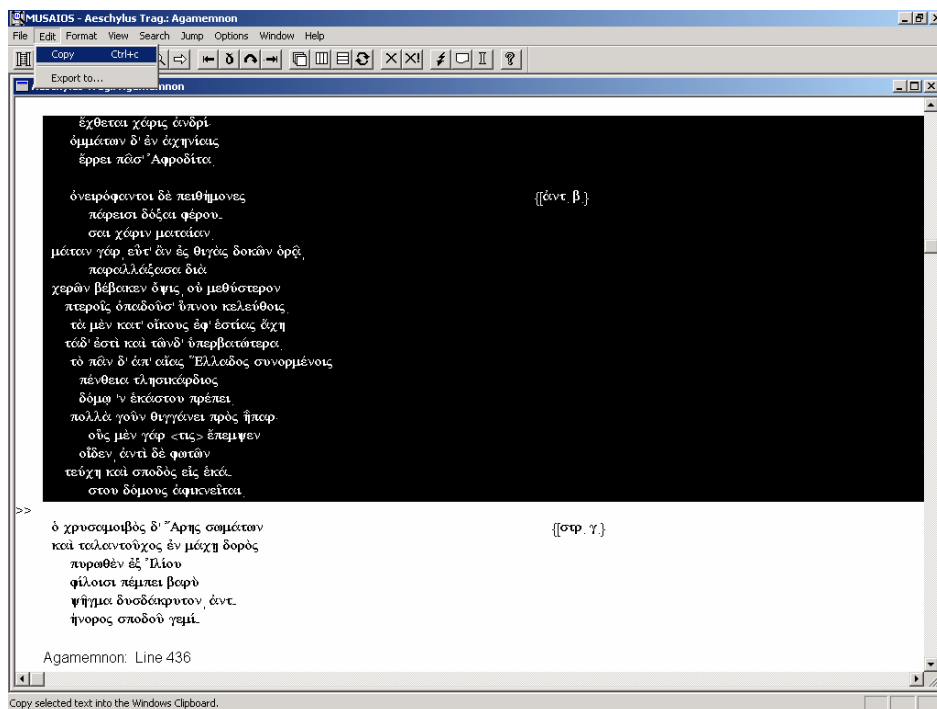 MUSAIOS - Aeschylus Trag.: Agamemnon
File Edit Format View Search Jump Options Window Help
Copy Ctrl+c
Export to...
ἔχθεται χάρις ἀνδρί·
ὀμμάτων δ' ἐν ἀχηνίαις
ἔρρει πᾶσ' Ἀφροδίτα.
ὀνειρόφαντοι δὲ πειθήμονες {[ἀντ. β.}
πάρεισι δόξαι φέρου-
σαι χάριν ματαίαν.
μάταν γάρ, εὖτ' ἂν ἐς θιγὰς δοκῶν ὁρᾷ,
παραλλάξασα διὰ
χερῶν βέβακεν ὄψις, οὐ μεθύστερον
πτεροῖς ὀπαδοῦσ' ὕπνου κελεύθοις.
τὰ μὲν κατ' οἴκους ἐφ' ἑστίας ἄχη
τάδ' ἐστὶ καὶ τῶνδ' ὑπερβατώτερα.
τὸ πᾶν δ' ἀπ' αἴας Ἕλλαδος συνορμένοις
πένθεια τλησικάρδιος
δόμῳ 'ν ἑκάστου πρέπει.
πολλὰ γοῦν θιγγάνει πρὸς ἧπαρ·
οὓς μὲν γάρ <τις> ἔπεμψεν
οἶδεν, ἀντὶ δὲ φωτῶν
τεύχη καὶ σποδὸς εἰς ἑκά-
στου δόμους ἀφικνεῖται.
>>
ὁ χρυσαμοιβὸς δ' Ἄρης σωμάτων {[στρ. γ.}
καὶ ταλαντοῦχος ἐν μάχῃ δορὸς
πυρωθὲν ἐξ Ἰλίου
φίλοισι πέμπει βαρὺ
ψῆγμα δυσδάκρυτον, ἀντ-
ήνορος σποδοῦ γεμί-
Agamemnon: Line 436
Copy selected text into the Windows Clipboard.